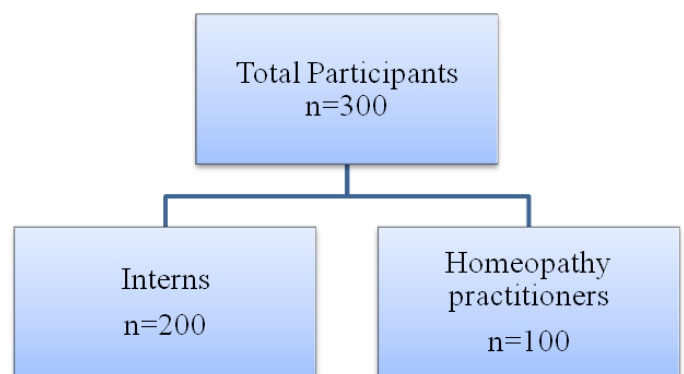 Total Participants
n=300
Interns
n=200
Homeopathy
practitioners
n=100